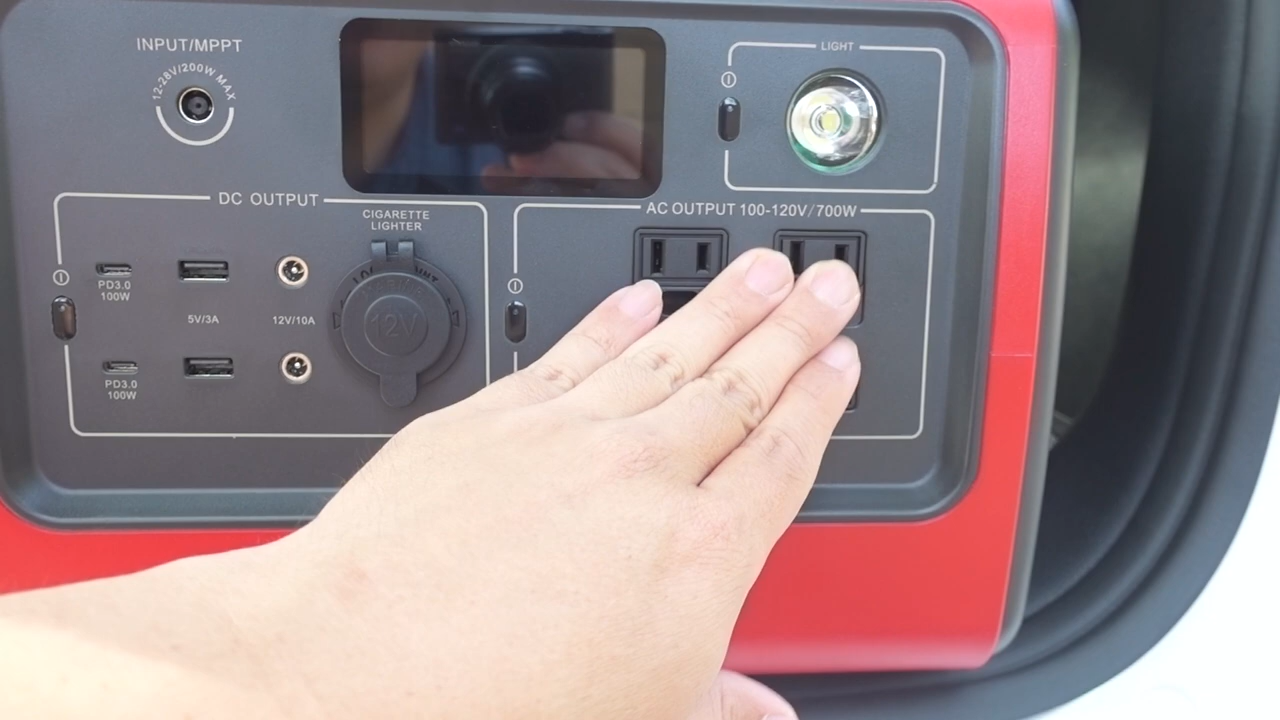 INPUT/MPPT
12-28V/200W MAX
LIGHT
DC OUTPUT
CIGARETTE
LIGHTER
AC OUTPUT 100-120V/700W
PD3.0
100W
5V/3A
12V/10A
12V
PD3.0
100W